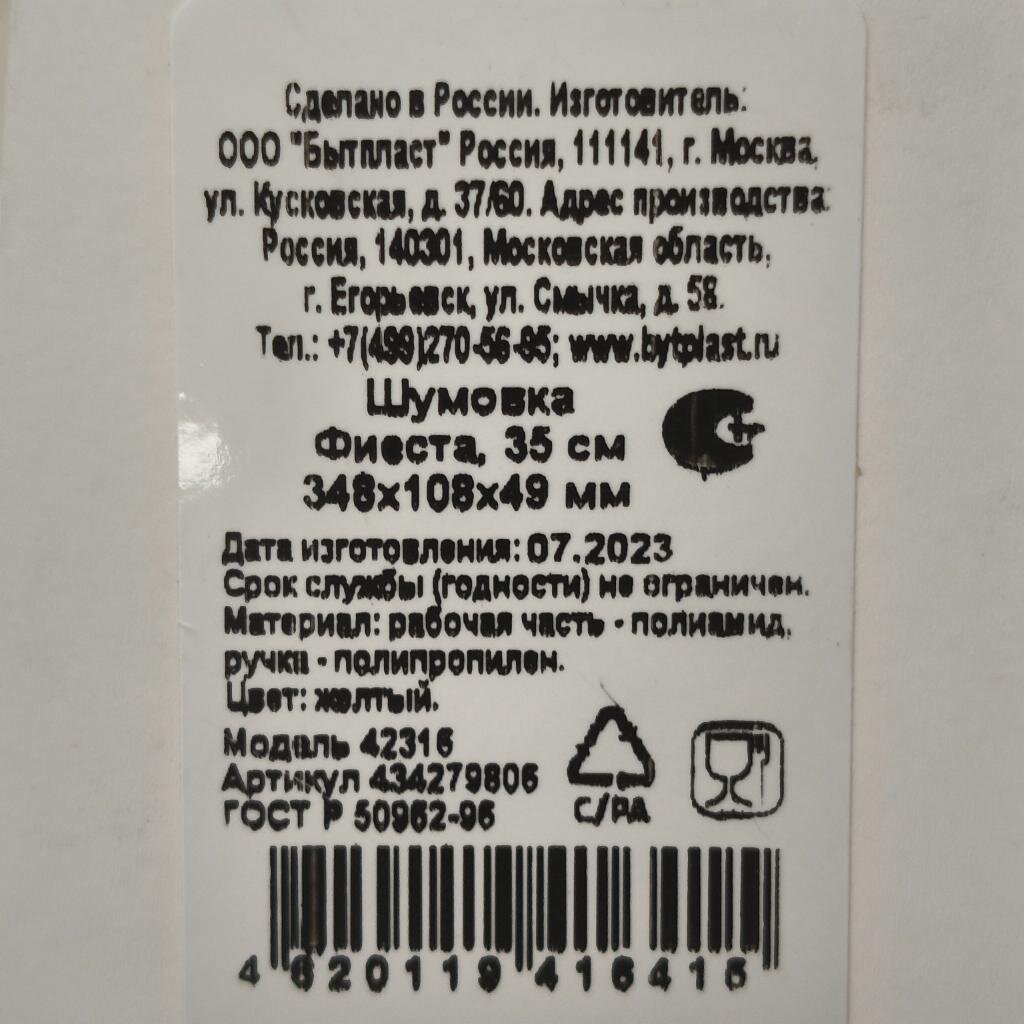 Сделано в России. Изготовитель:
ООО "Бытпласт" Россия, 111141, г. Москва,
ул. Кусковская, д. 37/60. Адрес производства:
Россия, 140301, Московская область,
г. Егорьевск, ул. Смычка, д. 58.
Тел.: +7(499)270-56-95; www.bytplast.ru
Шумовка
Фиеста, 35 см
348х108х49 мм
Дата изготовления: 07.2023
Срок службы (годности) не ограничен.
Материал: рабочая часть - полиамид,
ручка - полипропилен.
Цвет: желтый.
Модель 42316
Артикул 434279806
ГОСТ Р 50962-96
C/PA
4 620119 416416